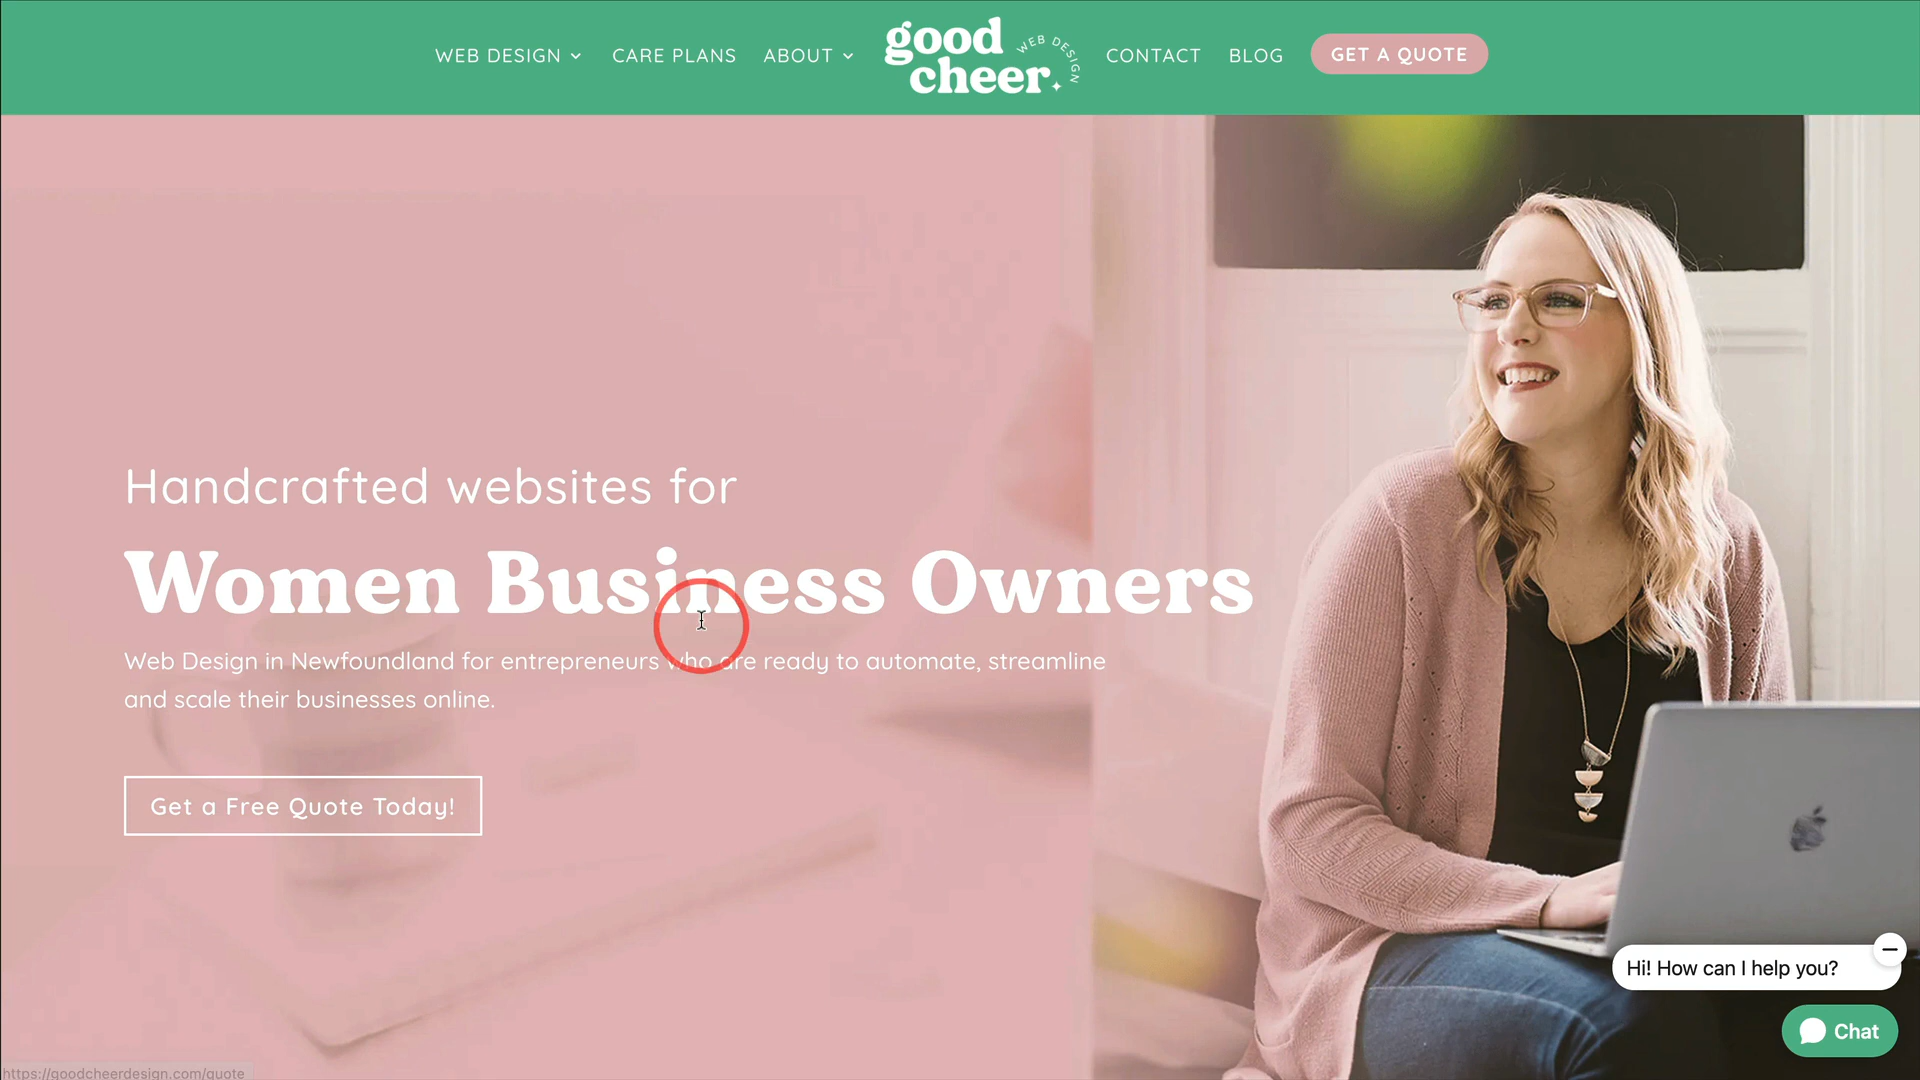 WEB DESIGN
CARE PLANS
ABOUT
good
cheer.
WEB DESIGN
CONTACT
BLOG
GET A QUOTE
Handcrafted websites for
Women Business Owners
Web Design in Newfoundland for entrepreneurs who are ready to automate, streamline
and scale their businesses online.
Get a Free Quote Today!
Hi! How can I help you?
Chat
https://goodcheerdesign.com/quote